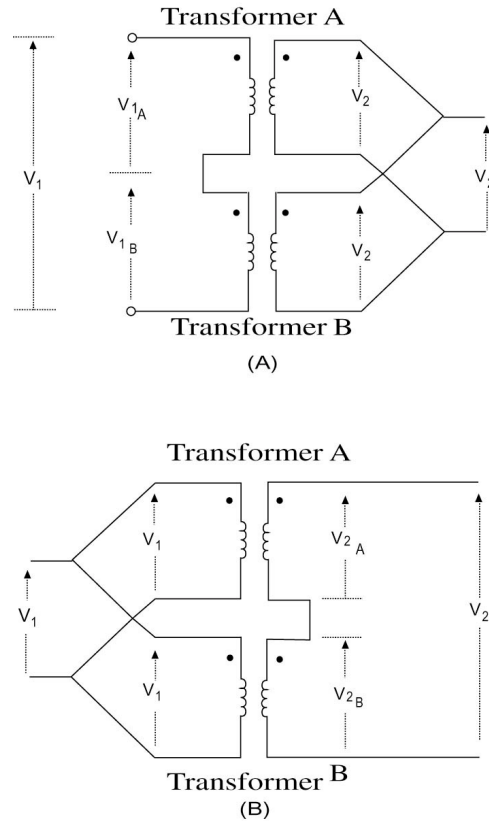 Transformer A
V1A
V1
V2
V2
V1B
V2
Transformer B
(A)
Transformer A
V1
V2A
V1
V2
V1
V2B
Transformer B
(B)